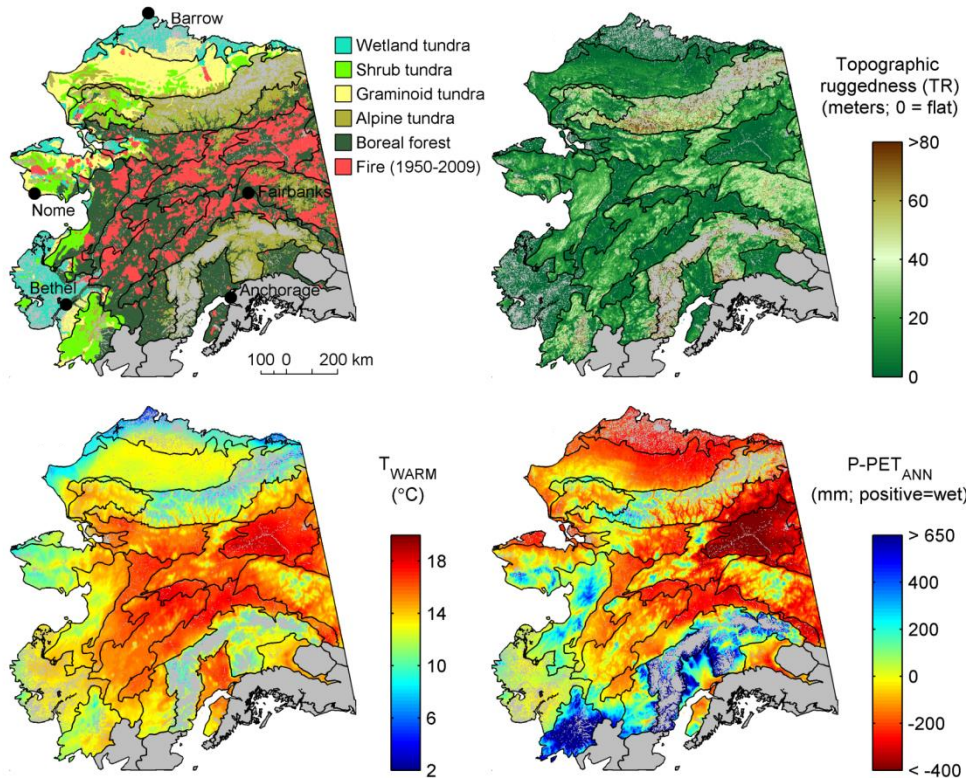 Barrow
Wetland tundra
Shrub tundra
Graminoid tundra
Alpine tundra
Boreal forest
Fire (1950-2009)
Fairbanks
Nome
Bethel
Anchorage
100 0 200 km
Topographic
ruggedness (TR)
(meters; 0 = flat)
>80
60
40
20
0
T_WARM
(°C)
18
14
10
6
2
P-PET_ANN
(mm; positive=wet)
> 650
400
200
0
-200
< -400